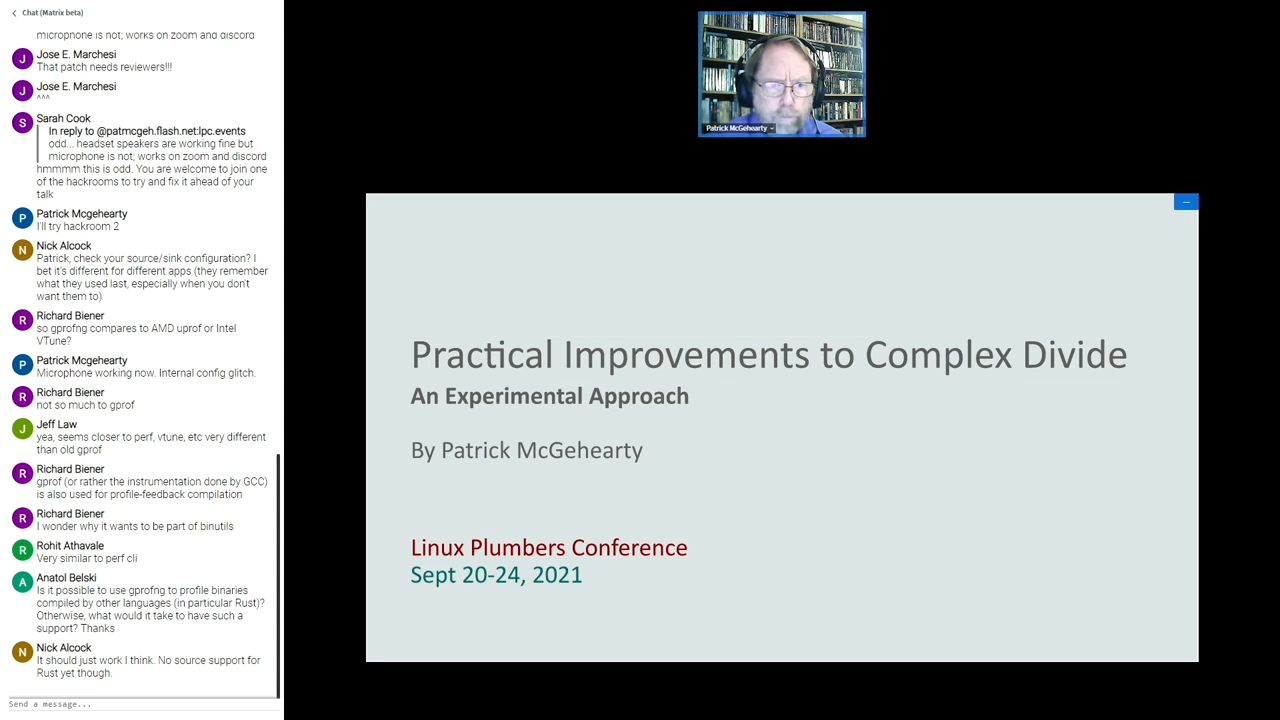 Chat (Matrix beta)
microphone is not; works on zoom and discord
J
Jose E. Marchesi
That patch needs reviewers!!!
J
Jose E. Marchesi
^^^
S
Sarah Cook
In reply to @patmcgeh.flash.net:lpc.events
odd... headset speakers are working fine but
microphone is not; works on zoom and discord
hmmmm this is odd. You are welcome to join one
of the hackrooms to try and fix it ahead of your
talk
P
Patrick Mcgehearty
I'll try hackroom 2
N
Nick Alcock
Patrick, check your source/sink configuration? I
bet it's different for different apps (they remember
what they used last, especially when you don't
want them to)
R
Richard Biener
so gprofng compares to AMD uprof or Intel
VTune?
P
Patrick Mcgehearty
Microphone working now. Internal config glitch.
R
Richard Biener
not so much to gprof
J
Jeff Law
yea, seems closer to perf, vtune, etc very different
than old gprof
R
Richard Biener
gprof (or rather the instrumentation done by GCC)
is also used for profile-feedback compilation
R
Richard Biener
I wonder why it wants to be part of binutils
R
Rohit Athavale
Very similar to perf cli
A
Anatol Belski
Is it possible to use gprofng to profile binaries
compiled by other languages (in particular Rust)?
Otherwise, what would it take to have such a
support? Thanks
N
Nick Alcock
It should just work I think. No source support for
Rust yet though.
Send a message...
Patrick McGehearty
Practical Improvements to Complex Divide
An Experimental Approach
By Patrick McGehearty
Linux Plumbers Conference
Sept 20-24, 2021